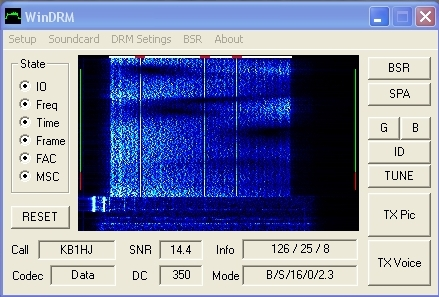 WinDRM
Setup Soundcard DRM Setings BSR About
State
IO
Freq
Time
Frame
FAC
MSC
RESET
BSR
SPA
G B
ID
TUNE
TX Pic
TX Voice
Call KB1HJ SNR 14.4 Info 126 / 25 / 8
Codec Data DC 350 Mode B/S/16/0/2.3